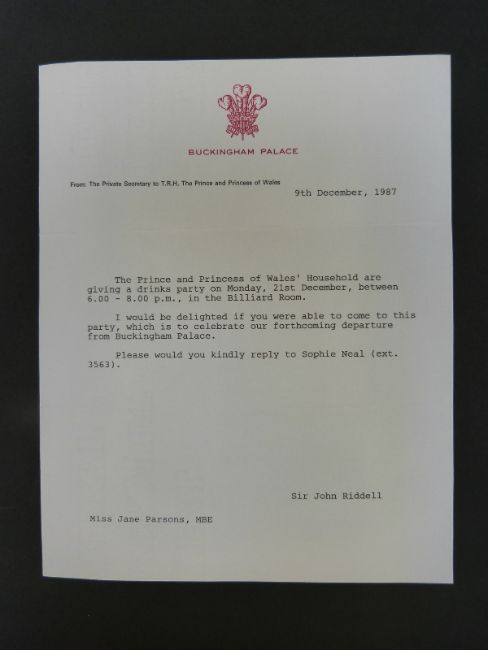 BUCKINGHAM PALACE
From: The Private Secretary to T.R.H. The Prince and Princess of Wales
9th December, 1987
The Prince and Princess of Wales' Household are
giving a drinks party on Monday, 21st December, between
6.00 - 8.00 p.m., in the Billiard Room.
I would be delighted if you were able to come to this
party, which is to celebrate our forthcoming departure
from Buckingham Palace.
Please would you kindly reply to Sophie Neal (ext.
3563).
Sir John Riddell
Miss Jane Parsons, MBE